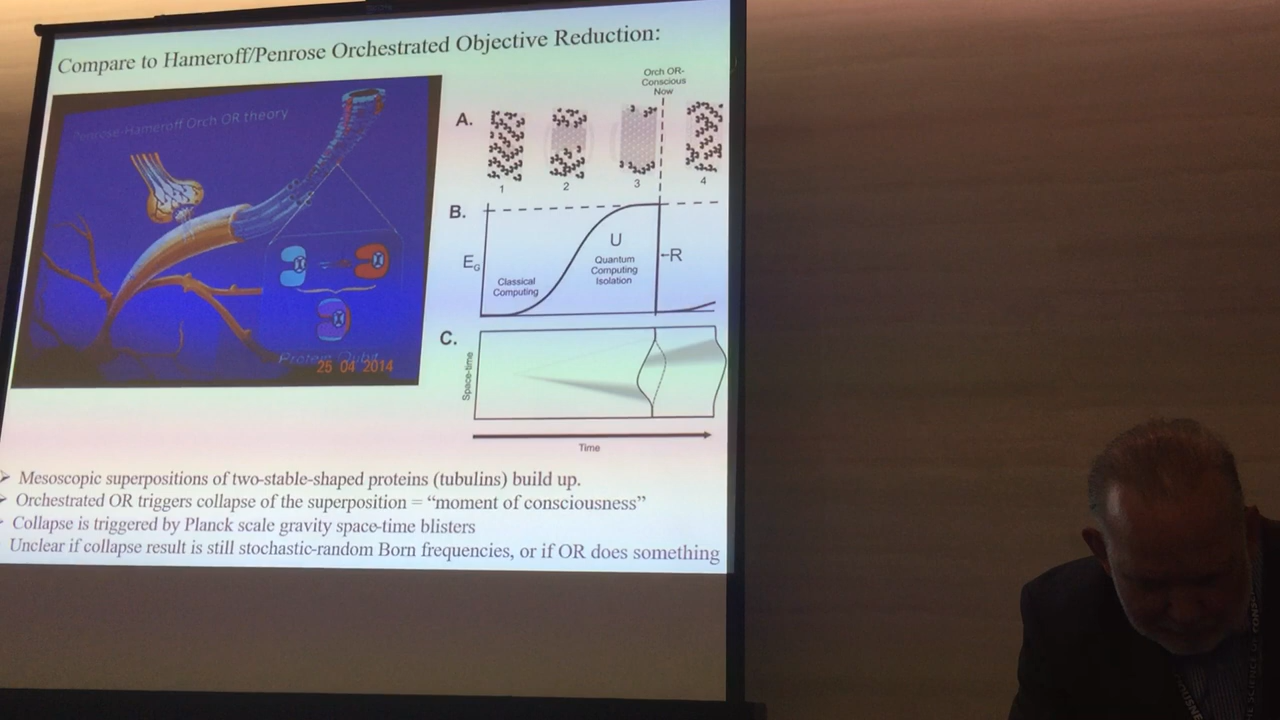 Compare to Hameroff/Penrose Orchestrated Objective Reduction:
Penrose-Hameroff Orch OR theory
Protein Qubit
25 04 2014
Orch OR-
Conscious
Now
A.
1
2
3
4
B.
EG
Classical
Computing
U
Quantum
Computing
Isolation
R
C.
Space-time
Time
Mesoscopic superpositions of two-stable-shaped proteins (tubulins) build up.
Orchestrated OR triggers collapse of the superposition = “moment of consciousness”
Collapse is triggered by Planck scale gravity space-time blisters
Unclear if collapse result is still stochastic-random Born frequencies, or if OR does something